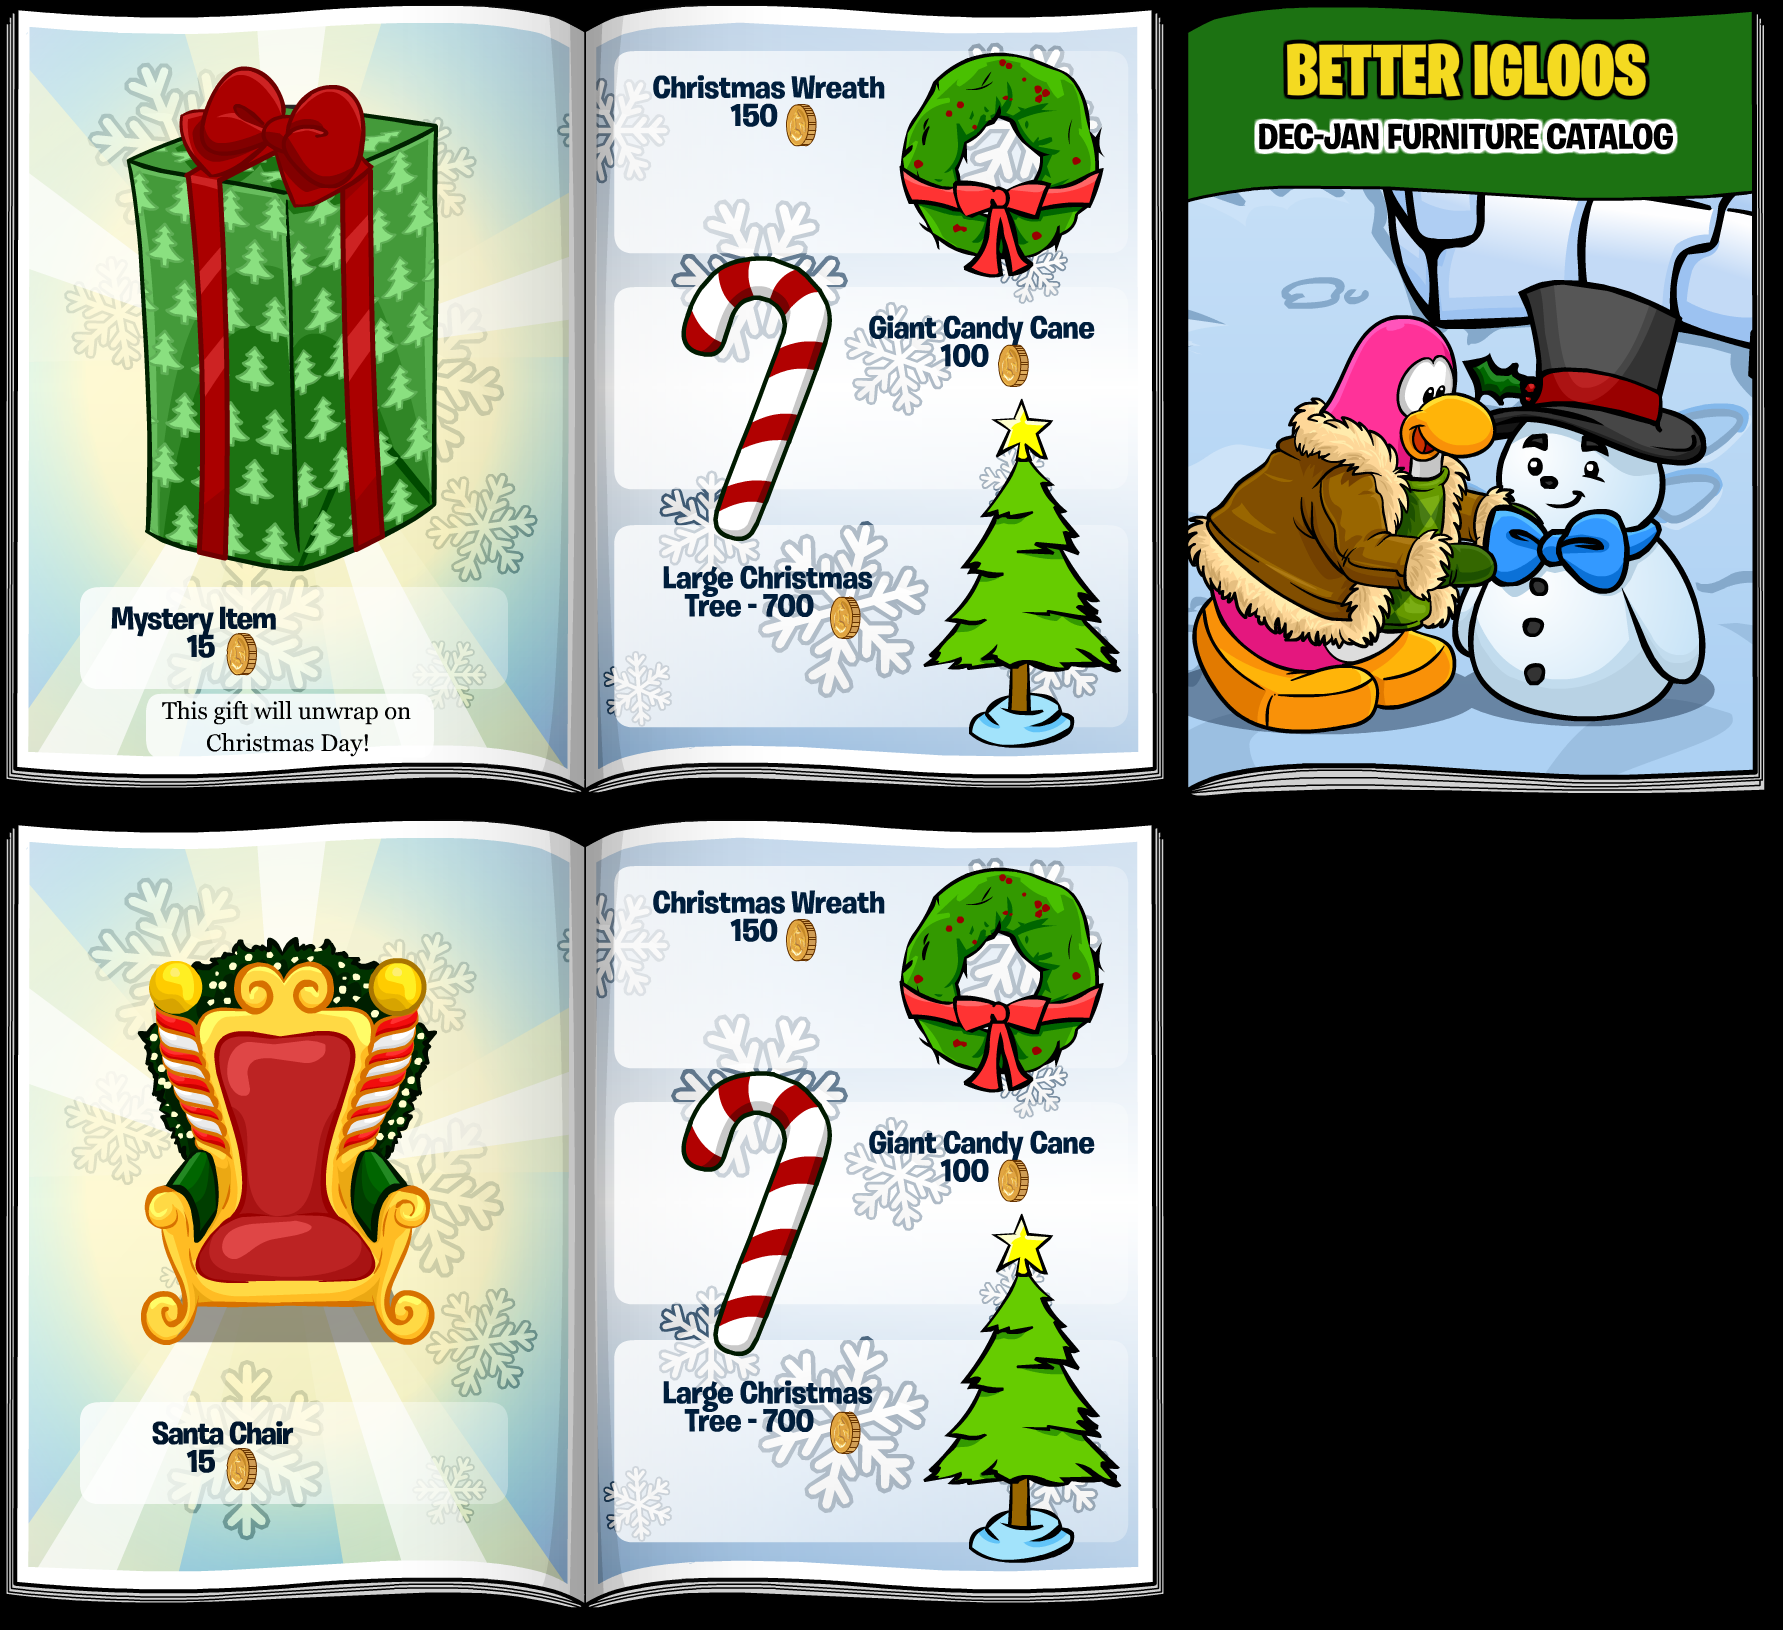 Mystery Item
15
This gift will unwrap on
Christmas Day!
Christmas Wreath
150
Giant Candy Cane
100
Large Christmas
Tree - 700
BETTER IGLOOS
DEC-JAN FURNITURE CATALOG
Santa Chair
15
Christmas Wreath
150
Giant Candy Cane
100
Large Christmas
Tree - 700